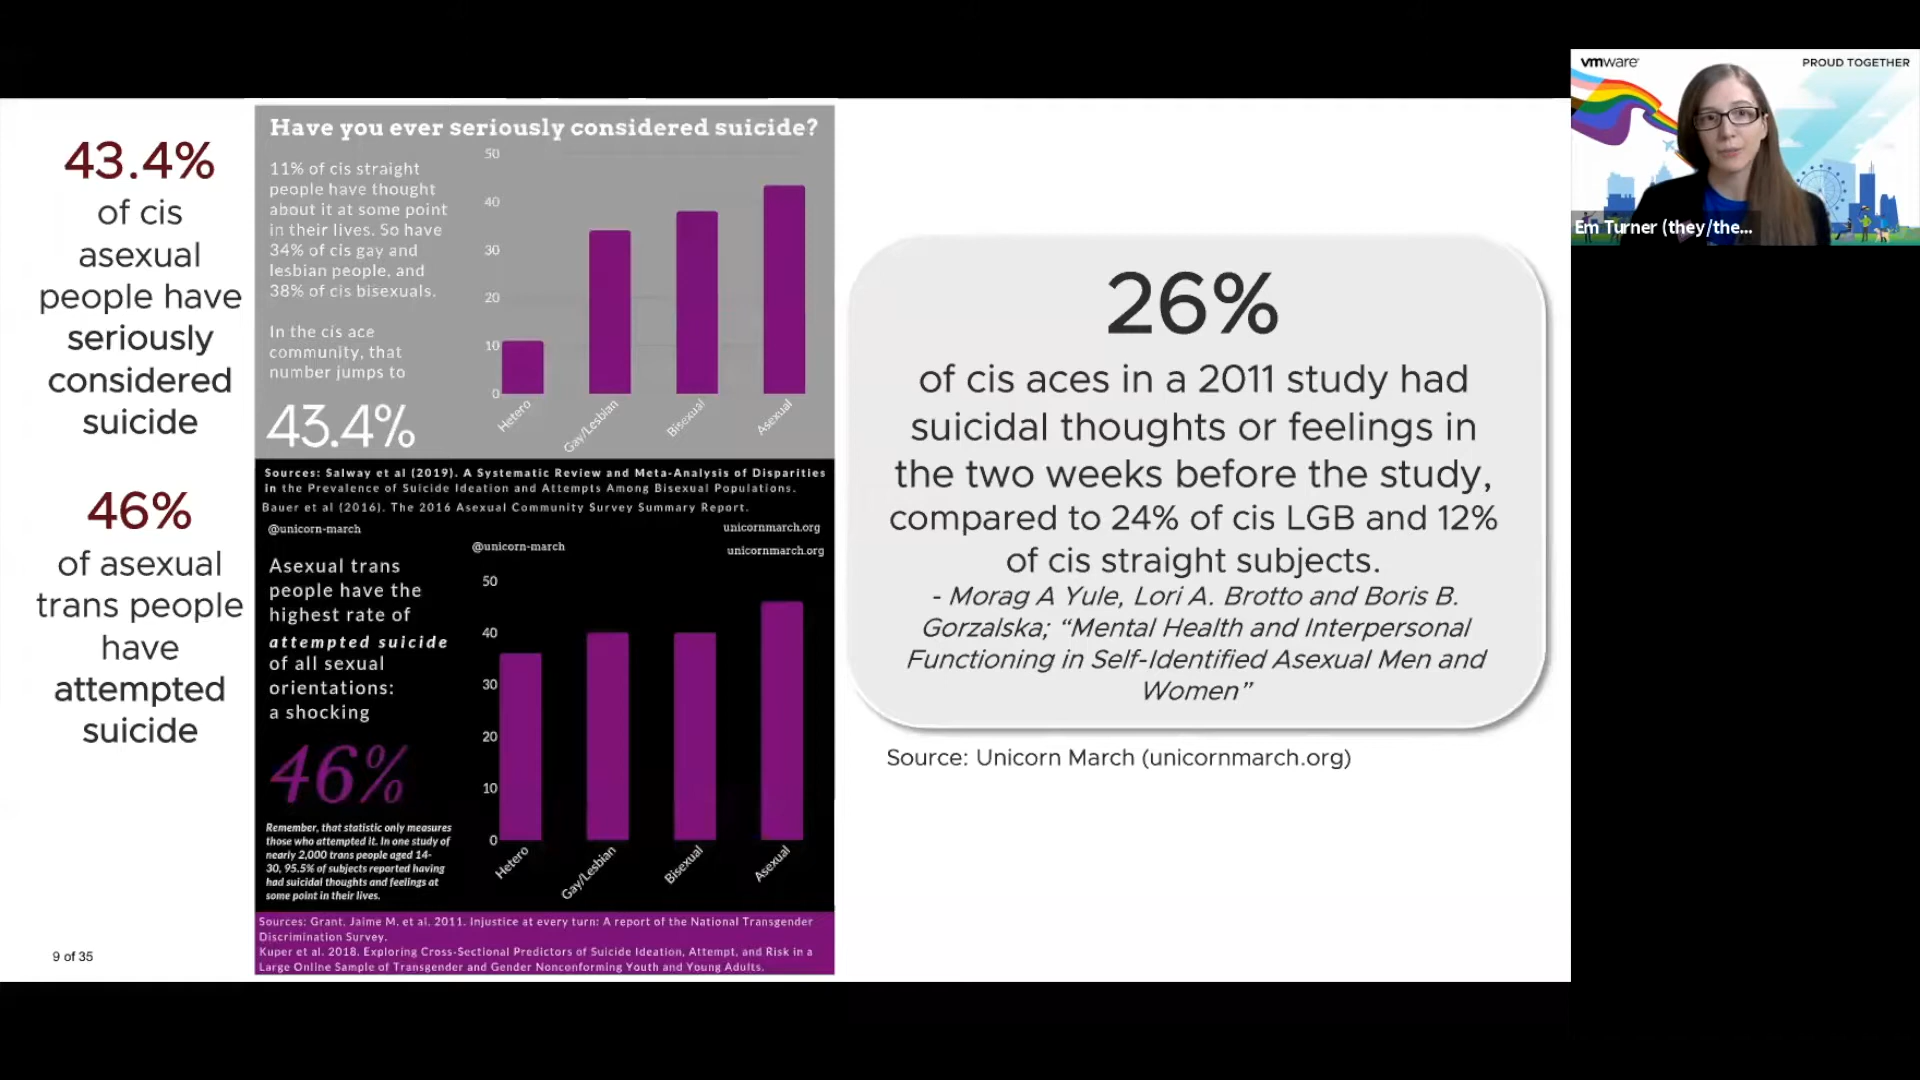 43.4%
of cis
asexual
people have
seriously
considered
suicide
46%
of asexual
trans people
have
attempted
suicide
9 of 35
Have you ever seriously considered suicide?
11% of cis straight
people have thought
about it at some point
in their lives. So have
34% of cis gay and
lesbian people, and
38% of cis bisexuals.
In the cis ace
community, that
number jumps to
43.4%
50
40
30
20
10
0
Hetero
Gay/Lesbian
Bisexual
Asexual
Sources: Salway et al (2019). A Systematic Review and Meta-Analysis of Disparities
in the Prevalence of Suicide Ideation and Attempts Among Bisexual Populations.
Bauer et al (2016). The 2016 Asexual Community Survey Summary Report.
@unicorn-march
unicornmarch.org
@unicorn-march
unicornmarch.org
Asexual trans
people have the
highest rate of
attempted suicide
of all sexual
orientations:
a shocking
46%
Remember, that statistic only measures
those who attempted it. In one study of
nearly 2,000 trans people aged 14-
30, 95.5% of subjects reported having
had suicidal thoughts and feelings at
some point in their lives.
50
40
30
20
10
0
Hetero
Gay/Lesbian
Bisexual
Asexual
Sources: Grant, Jaime M. et al. 2011. Injustice at every turn: A report of the National Transgender
Discrimination Survey.
Kuper et al. 2018. Exploring Cross-Sectional Predictors of Suicide Ideation, Attempt, and Risk in a
Large Online Sample of Transgender and Gender Nonconforming Youth and Young Adults.
26%
of cis aces in a 2011 study had
suicidal thoughts or feelings in
the two weeks before the study,
compared to 24% of cis LGB and 12%
of cis straight subjects.
- Morag A Yule, Lori A. Brotto and Boris B.
Gorzalska; “Mental Health and Interpersonal
Functioning in Self-Identified Asexual Men and
Women”
Source: Unicorn March (unicornmarch.org)
vmware
PROUD TOGETHER
Em Turner (they/the...